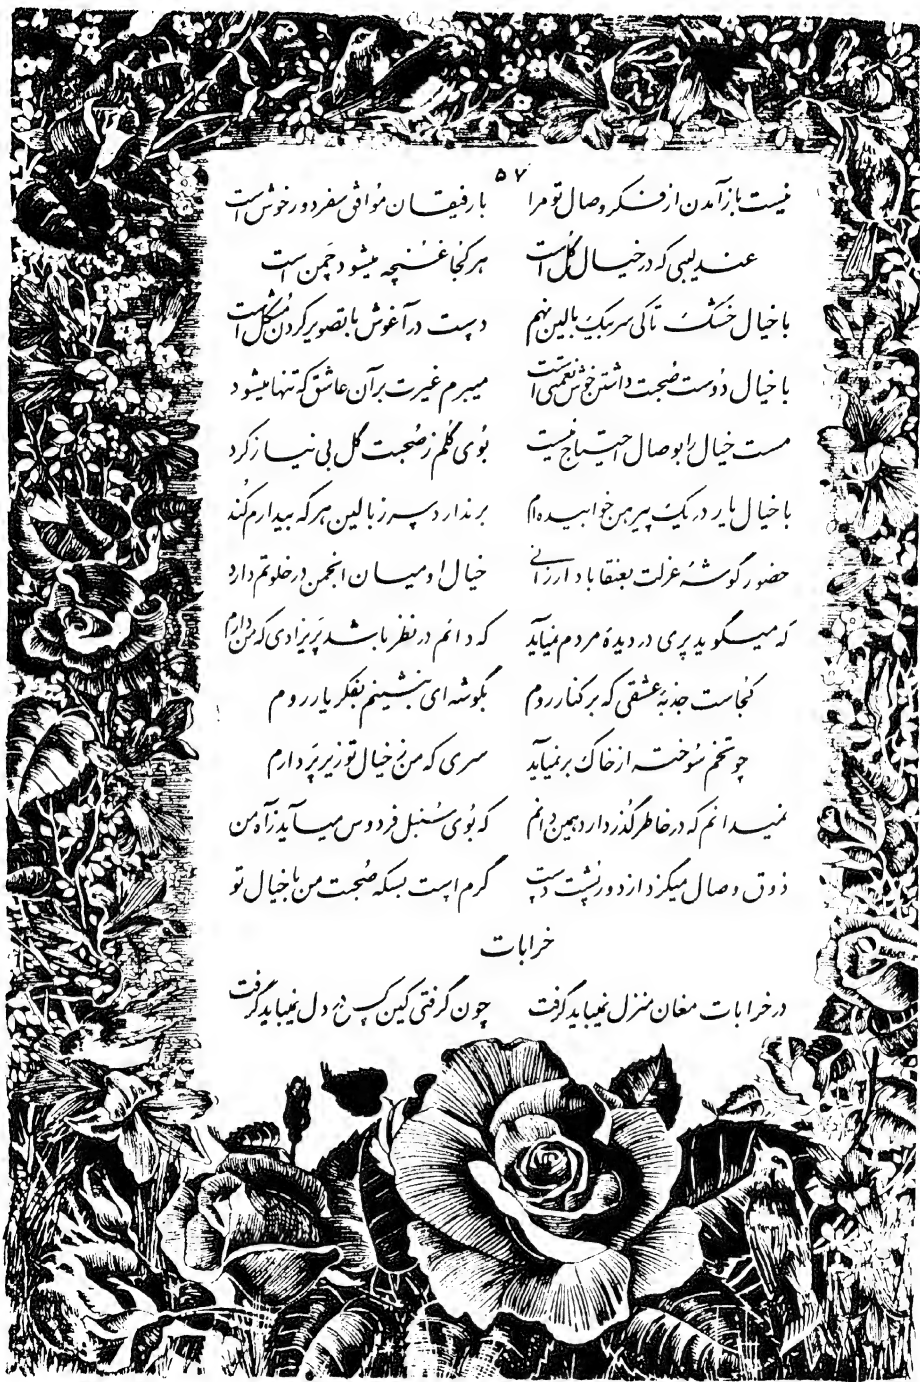 ۵۷
نیست باز آمدن از فکر وصال تو مرا بارفیقان موافق سفر دور خوش است
عندلیبی که در خیال گل است هر کجا غنچه میشود چمن است
با خیال خشک تا کی سر بیک بالین نهم دست در آغوش با تصویر کردن مشکل است
با خیال دوست صحبت داشتن خوش نعمتی است میبرم غیرت بر آن عاشق که تنها میشود
مست خیال را بوصال احتیاج نیست بوی گلم ز صحبت گل بی نیاز کرد
با خیال یار در یک پیرهن خوابیده‌ام بر ندارد سر ز بالین هر که بیدارم کند
حضور گوشه عزلت بعنقا باد ارزانی خیال او میان انجمن در خلوتم دارد
که میگوید پری در دیده مردم نمیآید که دائم در نظر باشد پریزادی که من دارم
کجاست جذبه عشقی که بر کنار روم بگوشه‌ای بنشینم بفکر یار روم
چو تخم سوخته از خاک بر نمیآید سری که من ز خیال تو زیر پر دارم
نمیدانم که در خاطر گذر دارد همین دانم که بوی سنبل فردوس میآید ز آه من
ذوق وصال میگزد از دور پشت دست گرم است بسکه صحبت من با خیال تو
خرابات
در خرابات مغان منزل نمیباید گرفت چون گرفتی کین کس در دل نمیباید گرفت